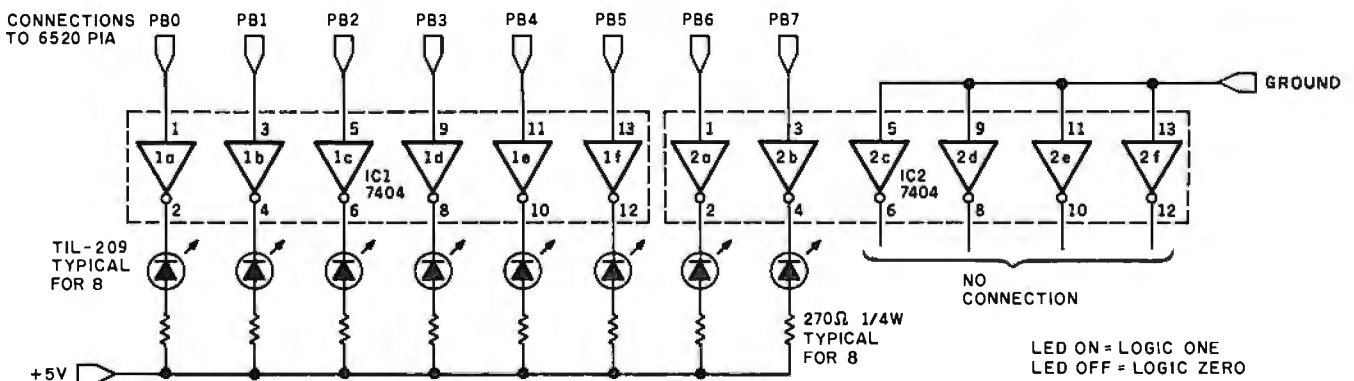 CONNECTIONS
TO 6520 PIA
PB0 PB1 PB2 PB3 PB4 PB5 PB6 PB7
GROUND
1 3 5 9 11 13 1 3 5 9 11 13
1a 1b 1c 1d 1e 1f 2a 2b 2c 2d 2e 2f
IC1
7404
IC2
7404
2 4 6 8 10 12 2 4 6 8 10 12
TIL-209
TYPICAL
FOR 8
NO
CONNECTION
270Ω 1/4W
TYPICAL
FOR 8
+5V
LED ON = LOGIC ONE
LED OFF = LOGIC ZERO